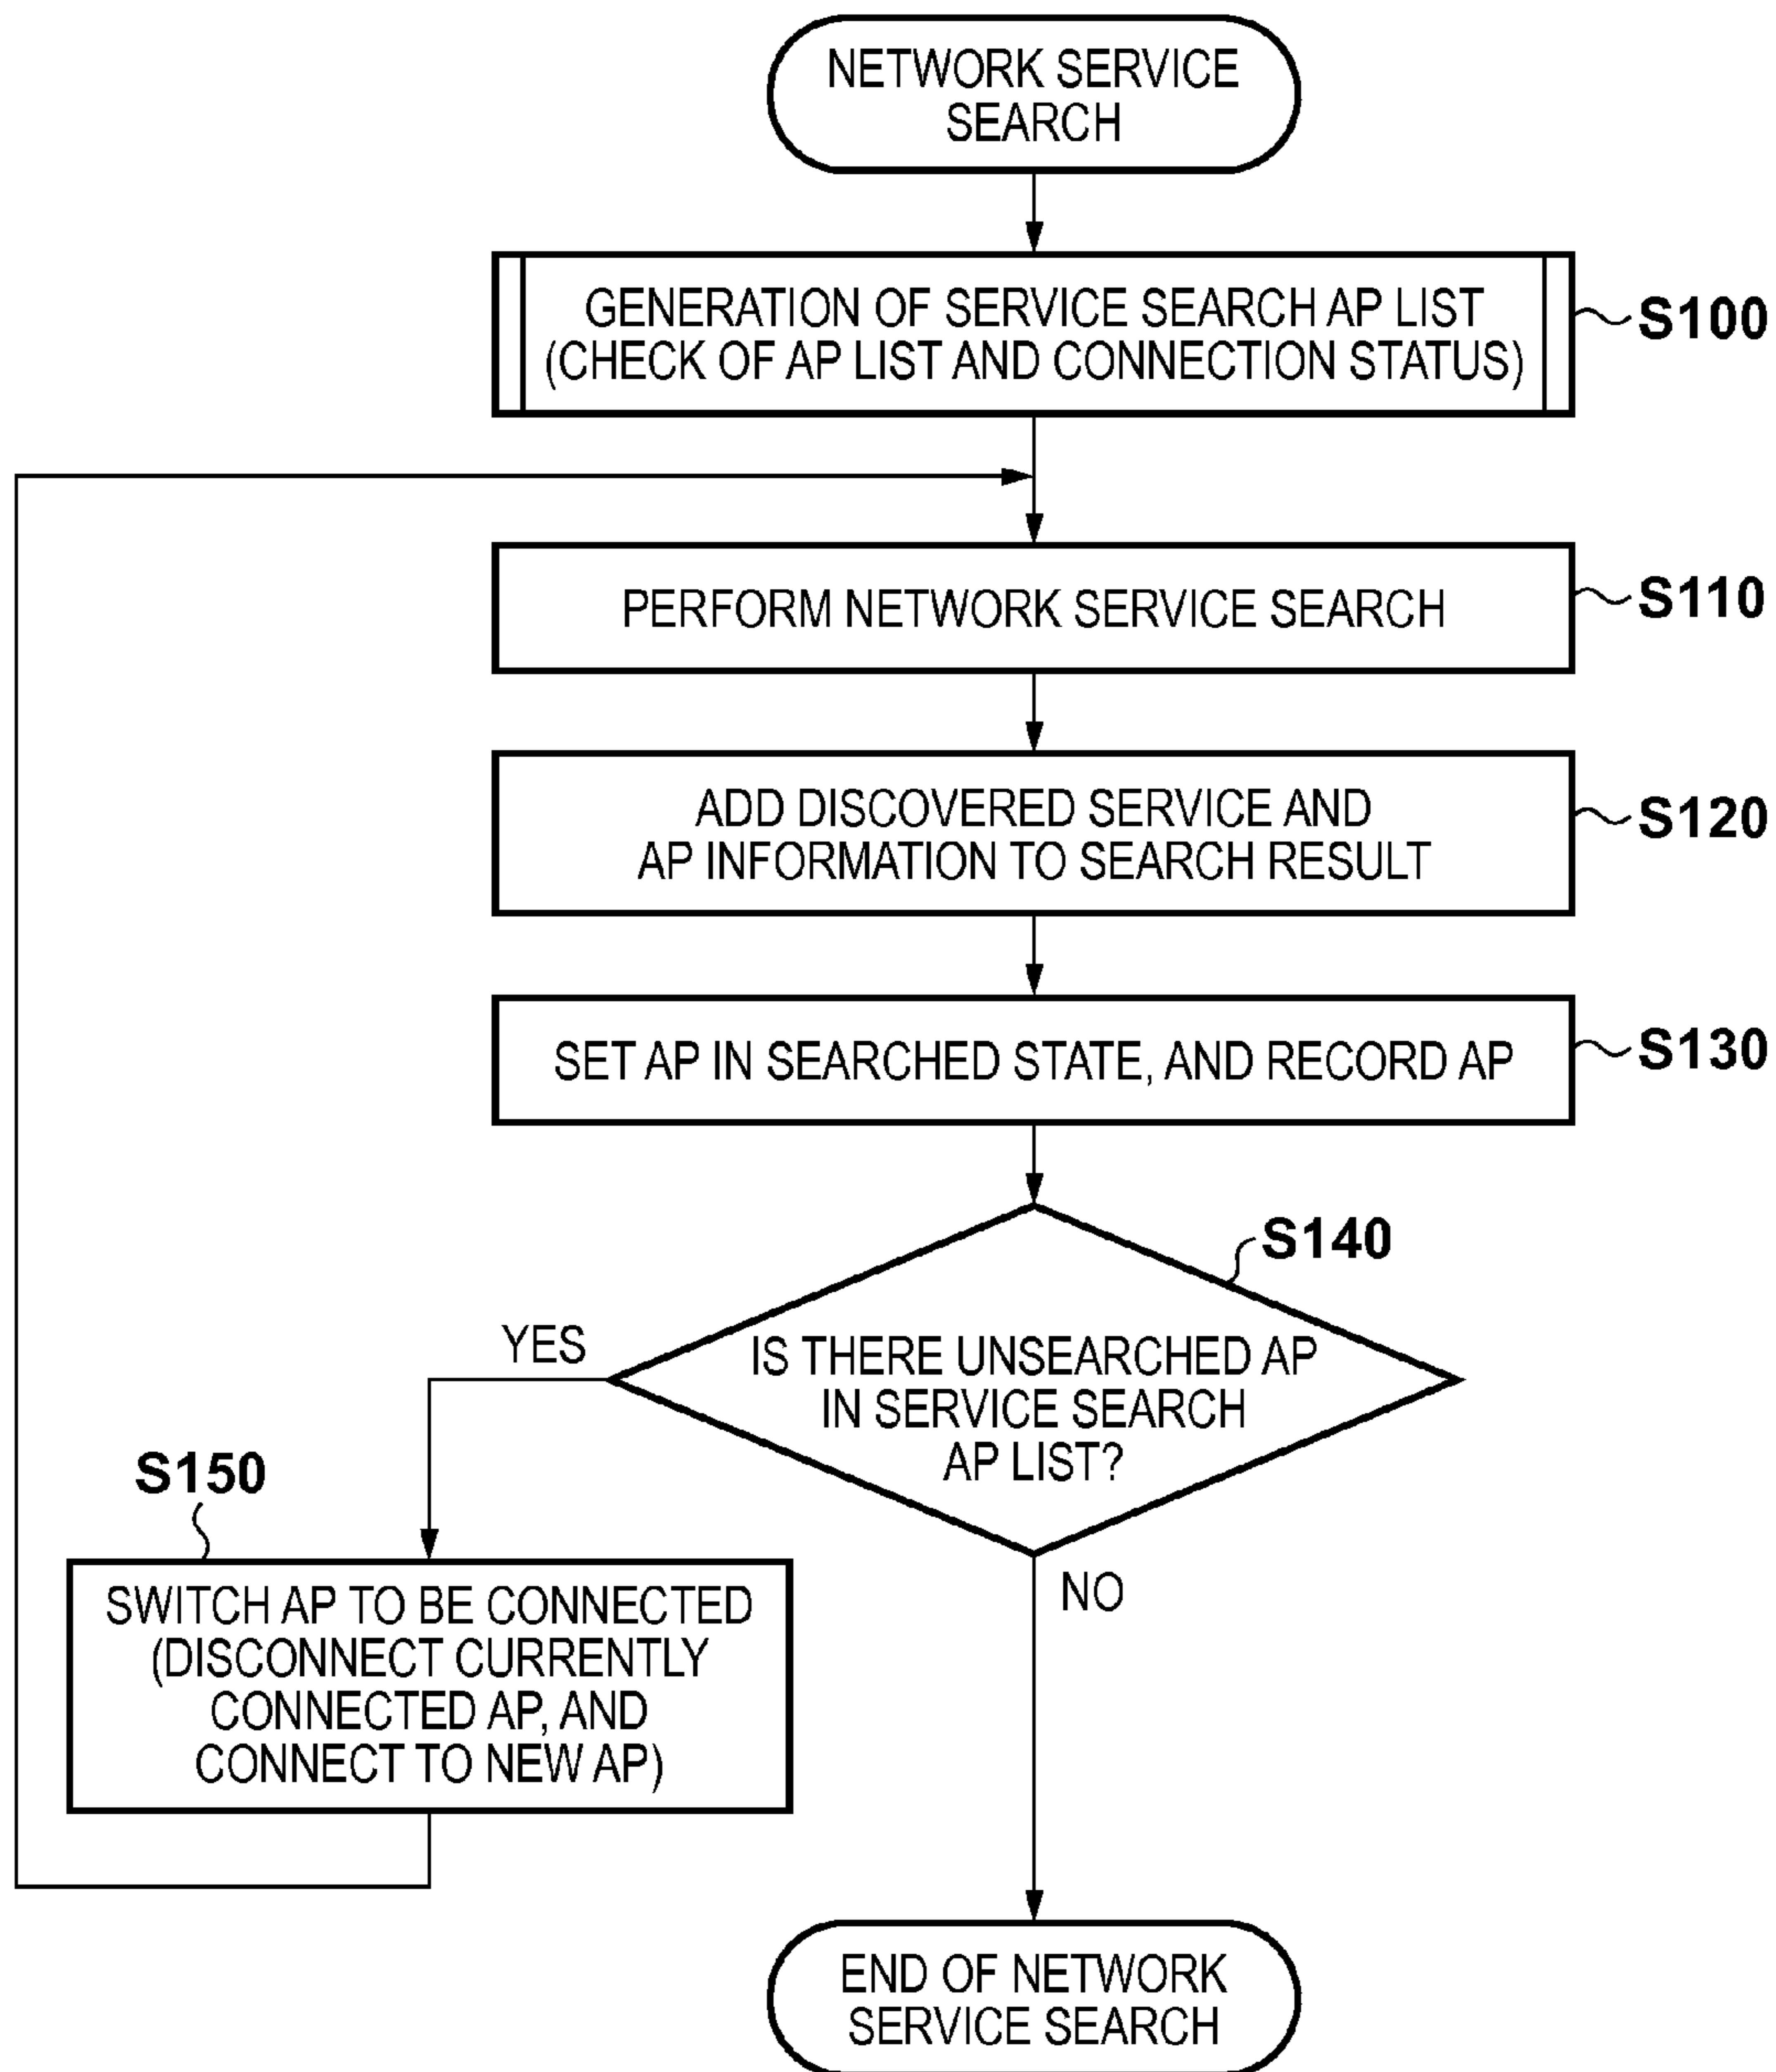 NETWORK SERVICE
SEARCH
GENERATION OF SERVICE SEARCH AP LIST
(CHECK OF AP LIST AND CONNECTION STATUS)
S100
PERFORM NETWORK SERVICE SEARCH
S110
ADD DISCOVERED SERVICE AND
AP INFORMATION TO SEARCH RESULT
S120
SET AP IN SEARCHED STATE, AND RECORD AP
S130
S140
IS THERE UNSEARCHED AP
IN SERVICE SEARCH
AP LIST?
YES
NO
S150
SWITCH AP TO BE CONNECTED
(DISCONNECT CURRENTLY
CONNECTED AP, AND
CONNECT TO NEW AP)
END OF NETWORK
SERVICE SEARCH